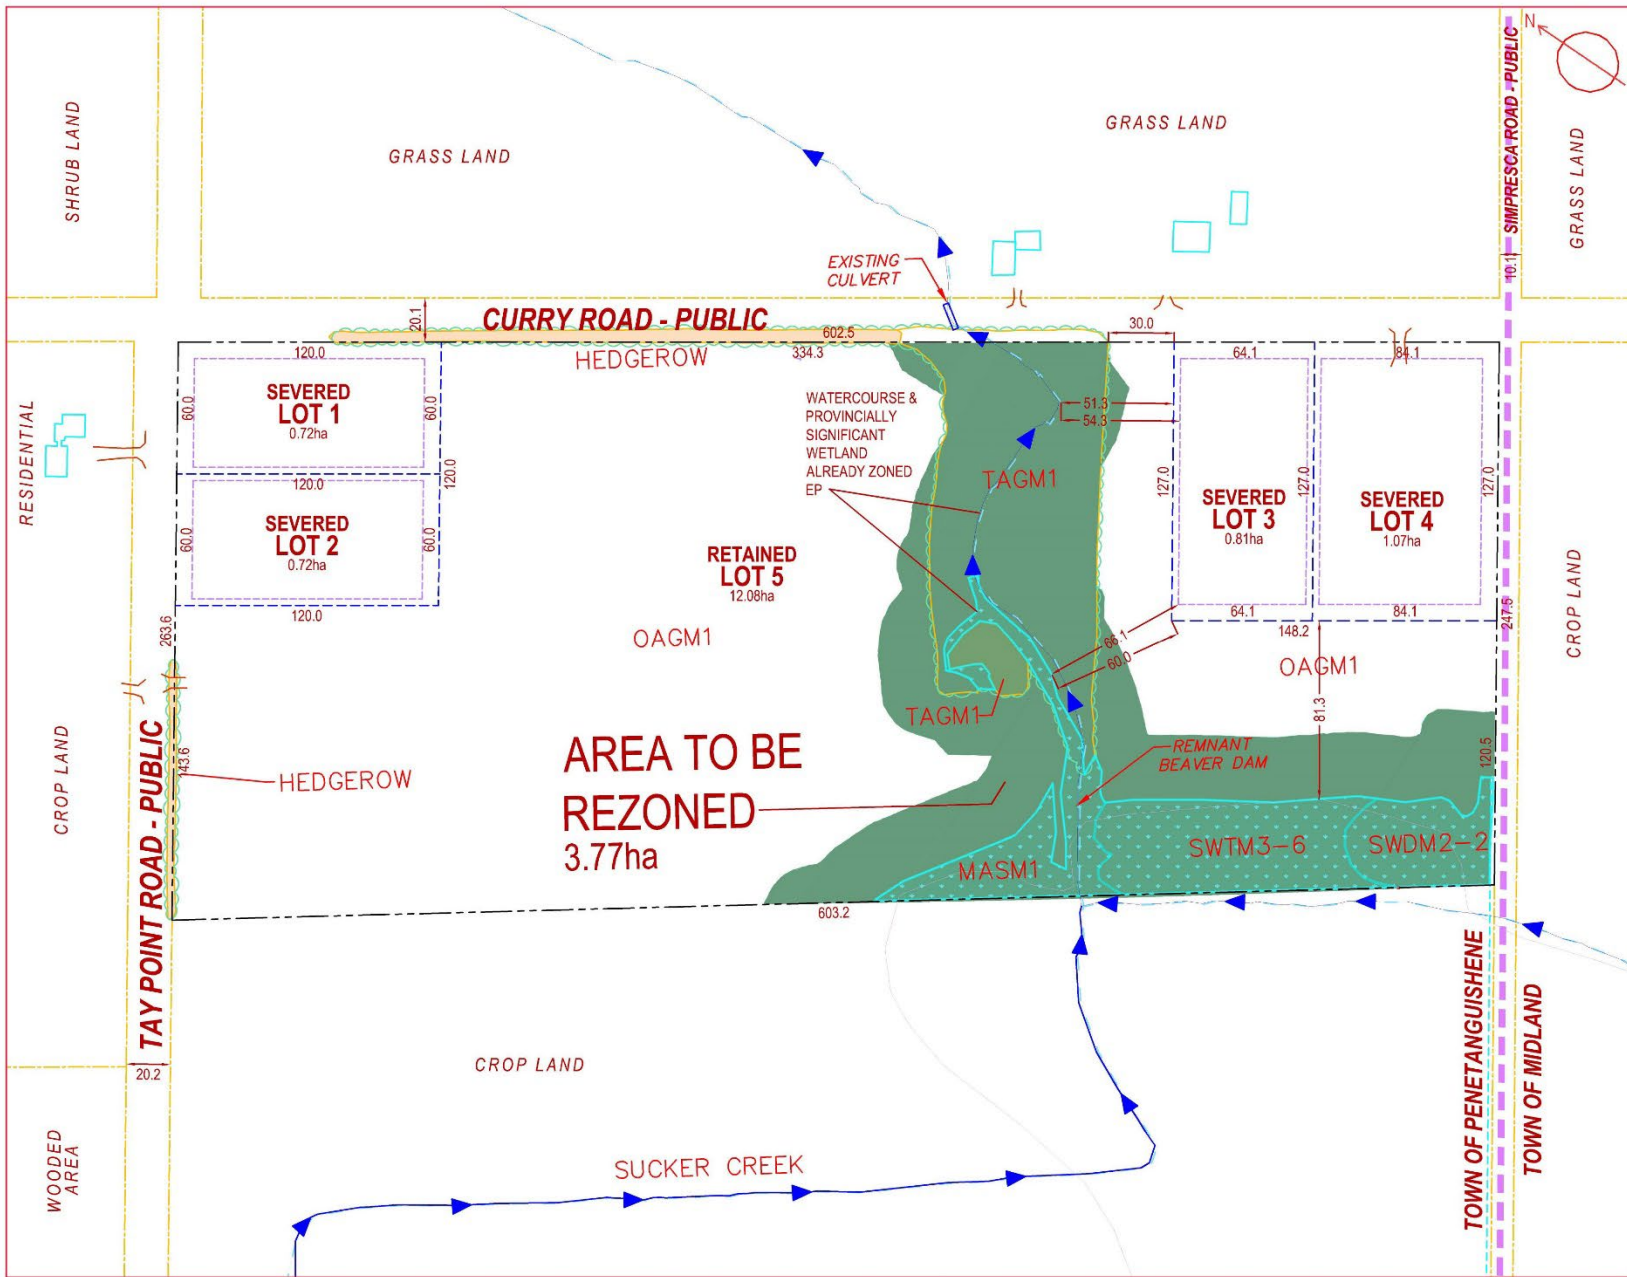 N
SIMPRESCA ROAD - PUBLIC
10.1
SHRUB LAND
GRASS LAND
GRASS LAND
GRASS LAND
EXISTING
CULVERT
20.1
CURRY ROAD - PUBLIC
602.5
HEDGEROW
334.3
30.0
120.0
SEVERED
LOT 1
0.72ha
60.0
60.0
120.0
120.0
SEVERED
LOT 2
0.72ha
60.0
60.0
120.0
RESIDENTIAL
WATERCOURSE &
PROVINCIALLY
SIGNIFICANT
WETLAND
ALREADY ZONED
EP
TAGM1
51.3
54.3
64.1
84.1
127.0
SEVERED
LOT 3
0.81ha
127.0
SEVERED
LOT 4
1.07ha
127.0
64.1
84.1
148.2
247.5
CROP LAND
RETAINED
LOT 5
12.08ha
OAGM1
66.1
60.0
OAGM1
81.3
263.6
TAGM1
143.6
HEDGEROW
CROP LAND
TAY POINT ROAD - PUBLIC
AREA TO BE
REZONED
3.77ha
REMNANT
BEAVER DAM
120.5
MASM1
SWTM3-6
SWDM2-2
603.2
20.2
CROP LAND
WOODED
AREA
SUCKER CREEK
TOWN OF PENETANGUISHENE
TOWN OF MIDLAND